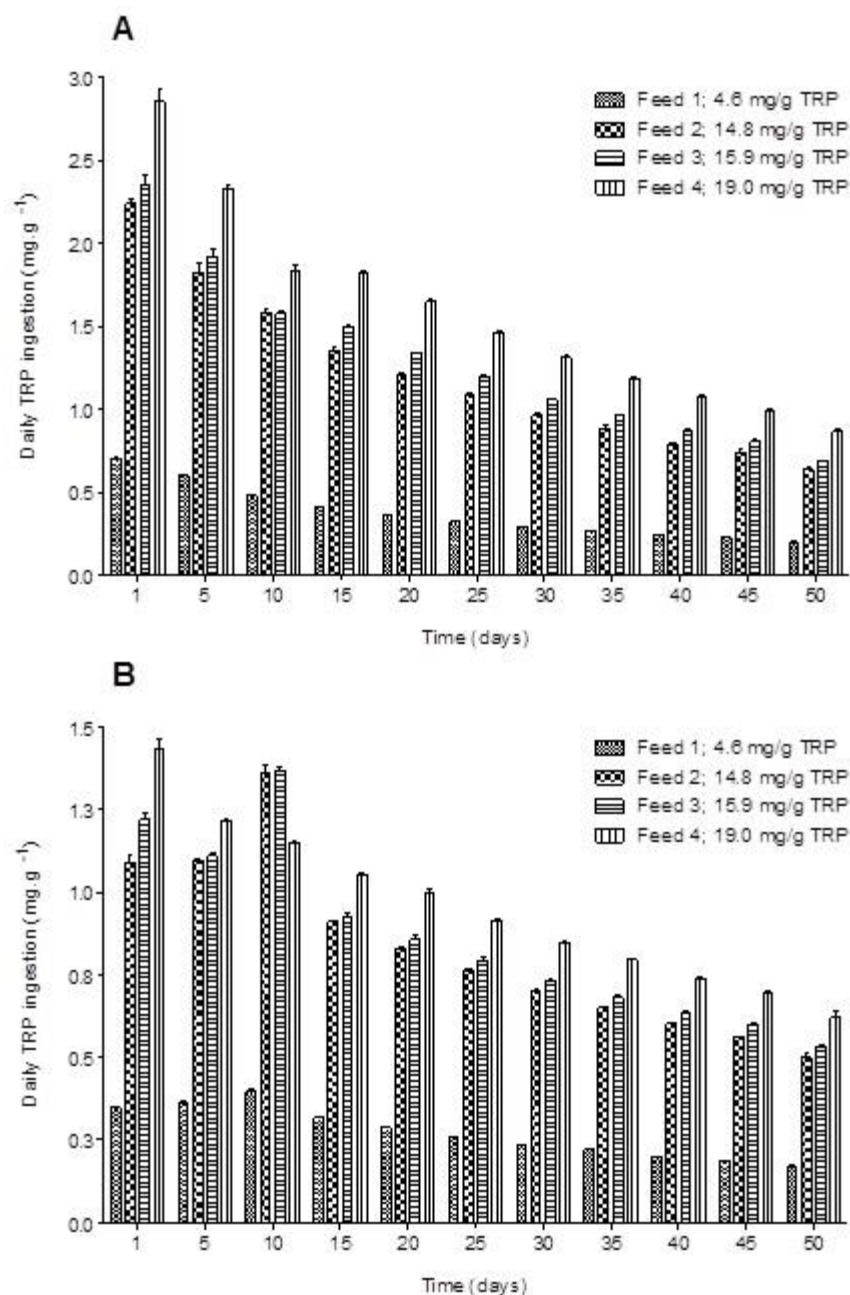 A
3.0
2.5
2.0
1.5
1.0
0.5
0.0
Daily TRP ingestion (mg.g ⁻¹)
Feed 1; 4.6 mg/g TRP
Feed 2; 14.8 mg/g TRP
Feed 3; 15.9 mg/g TRP
Feed 4; 19.0 mg/g TRP
1 5 10 15 20 25 30 35 40 45 50
Time (days)
B
1.5
1.3
1.0
0.8
0.5
0.3
0.0
Daily TRP ingestion (mg.g ⁻¹)
Feed 1; 4.6 mg/g TRP
Feed 2; 14.8 mg/g TRP
Feed 3; 15.9 mg/g TRP
Feed 4; 19.0 mg/g TRP
1 5 10 15 20 25 30 35 40 45 50
Time (days)